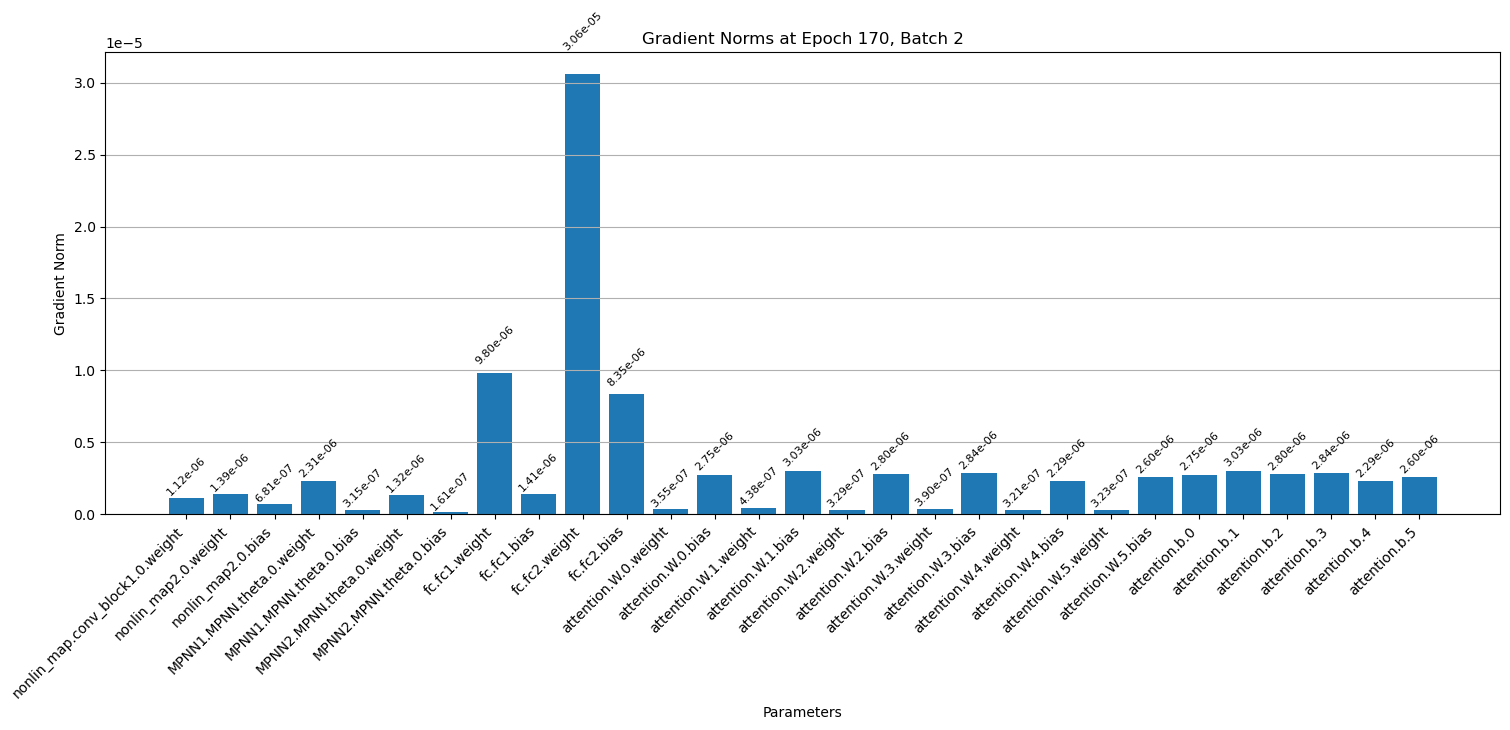 Gradient Norms at Epoch 170, Batch 2
1e−5
3.0
2.5
2.0
1.5
1.0
0.5
0.0
Gradient Norm
1.12e-06
1.39e-06
6.81e-07
2.31e-06
3.15e-07
1.32e-06
1.61e-07
9.80e-06
1.41e-06
3.06e-05
8.35e-06
3.55e-07
2.75e-06
4.38e-07
3.03e-06
3.29e-07
2.80e-06
3.90e-07
2.84e-06
3.21e-07
2.29e-06
3.23e-07
2.60e-06
2.75e-06
3.03e-06
2.80e-06
2.84e-06
2.29e-06
2.60e-06
nonlin_map.conv_block1.0.weight
nonlin_map2.0.weight
nonlin_map2.0.bias
MPNN1.MPNN.theta.0.weight
MPNN1.MPNN.theta.0.bias
MPNN2.MPNN.theta.0.weight
MPNN2.MPNN.theta.0.bias
fc.fc1.weight
fc.fc1.bias
fc.fc2.weight
fc.fc2.bias
attention.W.0.weight
attention.W.0.bias
attention.W.1.weight
attention.W.1.bias
attention.W.2.weight
attention.W.2.bias
attention.W.3.weight
attention.W.3.bias
attention.W.4.weight
attention.W.4.bias
attention.W.5.weight
attention.W.5.bias
attention.b.0
attention.b.1
attention.b.2
attention.b.3
attention.b.4
attention.b.5
Parameters